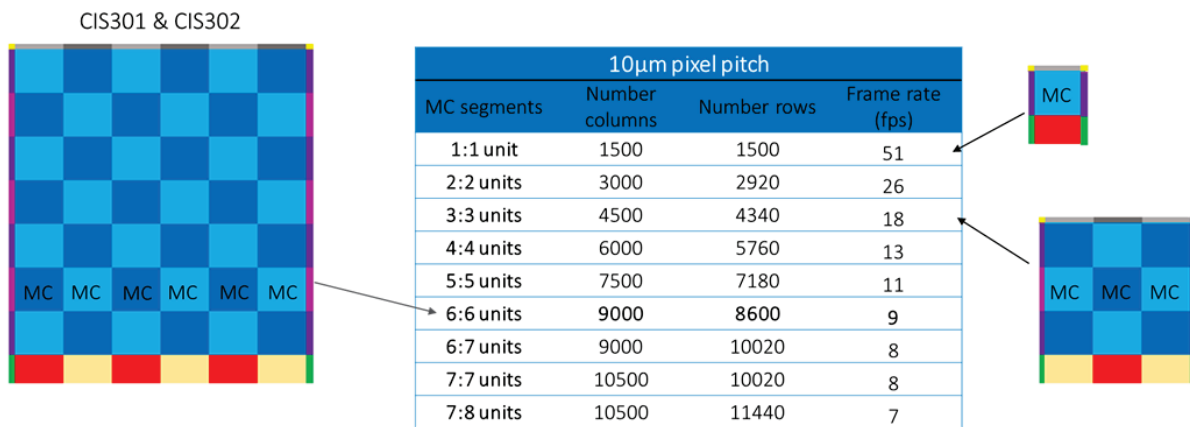 CIS301 & CIS302
MC MC MC MC MC MC
10µm pixel pitch
MC segments Number columns Number rows Frame rate (fps)
1:1 unit 1500 1500 51
2:2 units 3000 2920 26
3:3 units 4500 4340 18
4:4 units 6000 5760 13
5:5 units 7500 7180 11
6:6 units 9000 8600 9
6:7 units 9000 10020 8
7:7 units 10500 10020 8
7:8 units 10500 11440 7
MC
MC MC MC